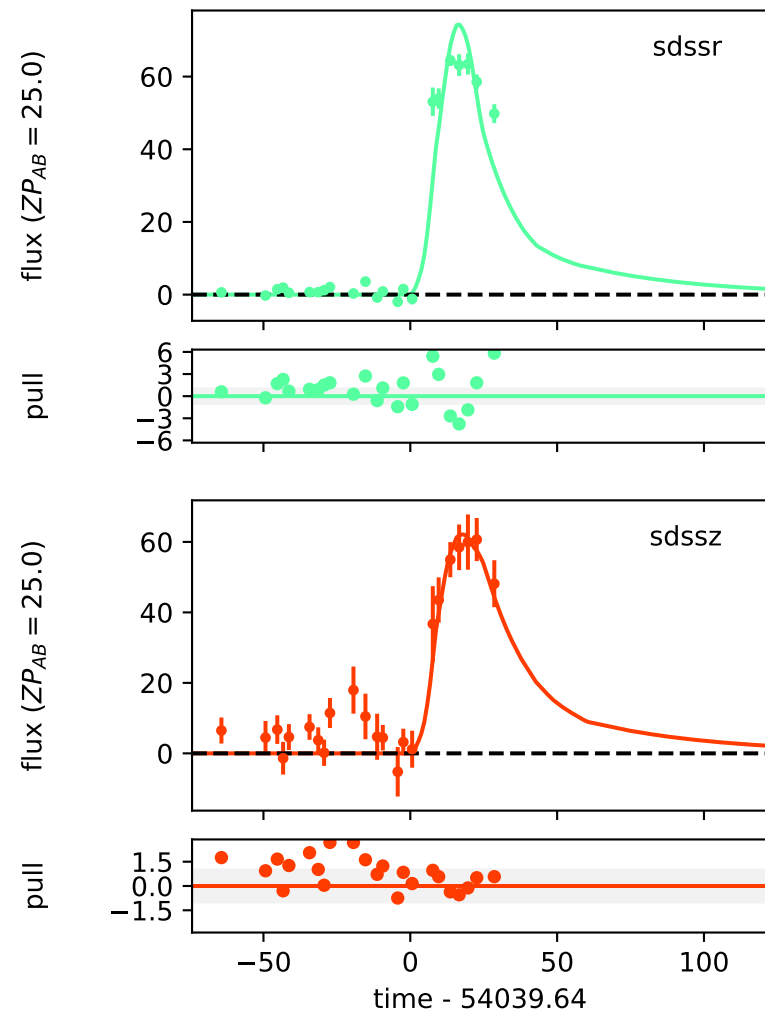 sdssr
flux (ZP_AB = 25.0)
60
40
20
0
pull
6
3
0
−3
−6
sdssz
flux (ZP_AB = 25.0)
60
40
20
0
pull
1.5
0.0
−1.5
−50 0 50 100
time - 54039.64